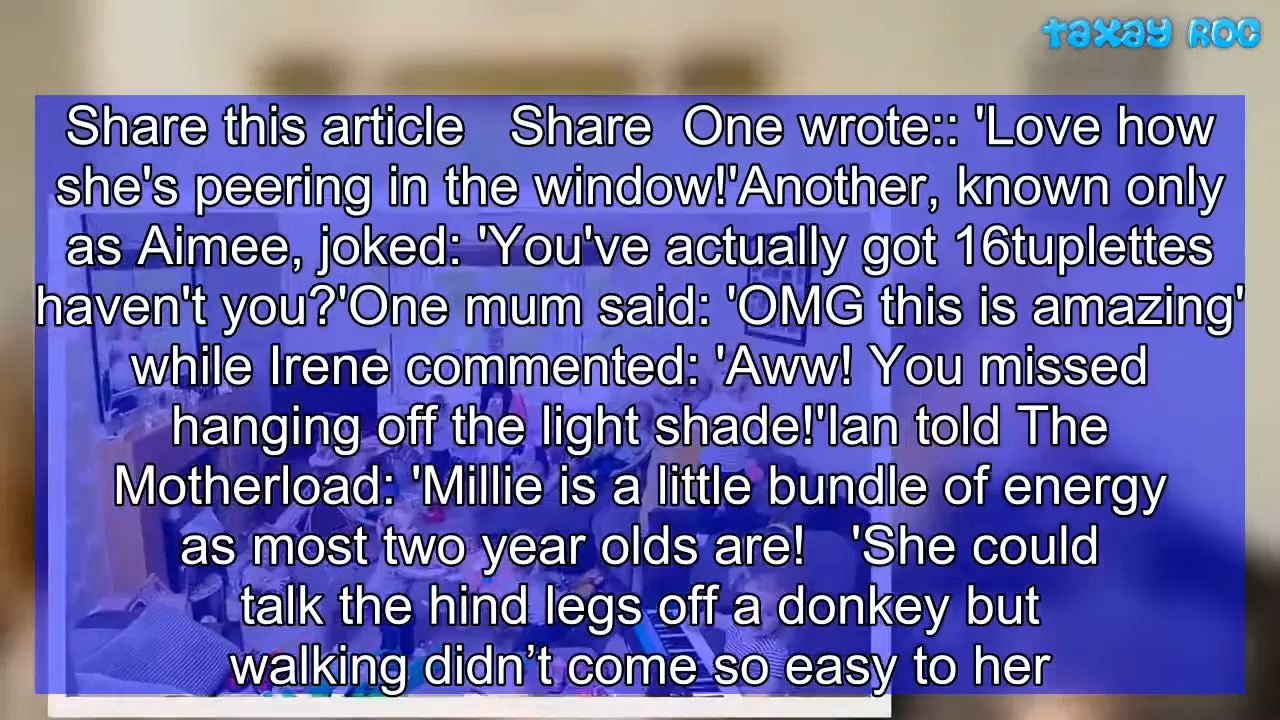 TAXAY ROC
Share this article   Share  One wrote:: 'Love how
she's peering in the window!'Another, known only
as Aimee, joked: 'You've actually got 16tuplettes
haven't you?'One mum said: 'OMG this is amazing'
while Irene commented: 'Aww! You missed
hanging off the light shade!'Ian told The
Motherload: 'Millie is a little bundle of energy
as most two year olds are!   'She could
talk the hind legs off a donkey but
walking didn’t come so easy to her